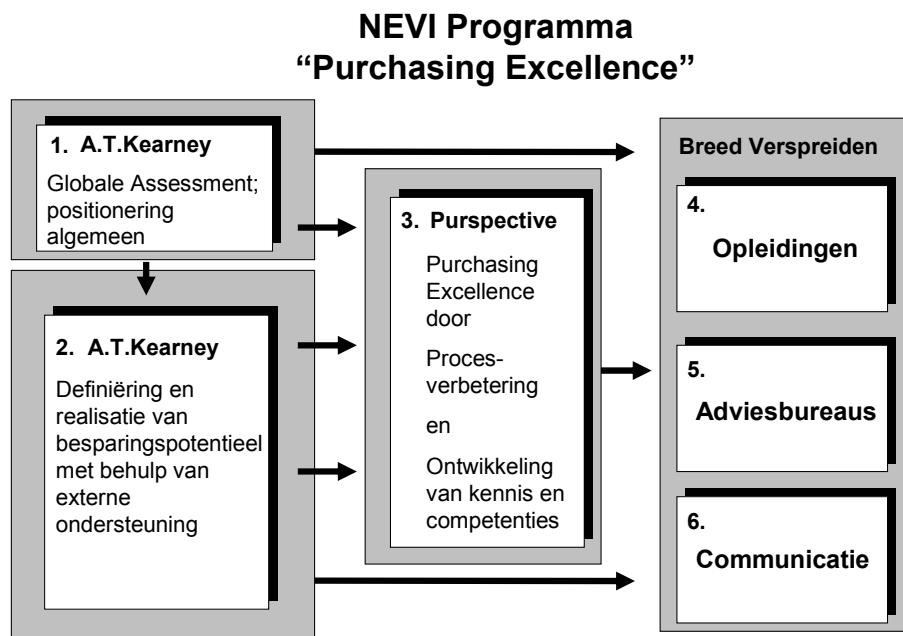 NEVI Programma
“Purchasing Excellence”
1. A.T.Kearney
Globale Assessment;
positionering
algemeen
2. A.T.Kearney
Definiëring en
realisatie van
besparingspotentieel
met behulp van
externe
ondersteuning
3. Purspective
Purchasing
Excellence
door
Proces-
verbetering
en
Ontwikkeling
van kennis en
competenties
Breed Verspreiden
4.
Opleidingen
5.
Adviesbureaus
6.
Communicatie